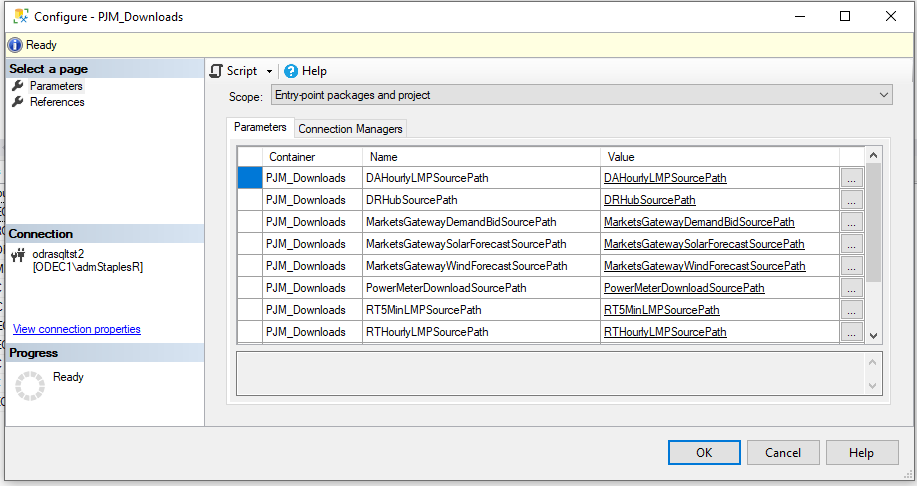 Configure - PJM_Downloads
Ready
Select a page
Parameters
References
Script
Help
Scope: Entry-point packages and project
Parameters Connection Managers
Container Name Value
PJM_Downloads DAHourlyLMPSourcePath DAHourlyLMPSourcePath ...
PJM_Downloads DRHubSourcePath DRHubSourcePath ...
PJM_Downloads MarketsGatewayDemandBidSourcePath MarketsGatewayDemandBidSourcePath ...
PJM_Downloads MarketsGatewaySolarForecastSourcePath MarketsGatewaySolarForecastSourcePath ...
PJM_Downloads MarketsGatewayWindForecastSourcePath MarketsGatewayWindForecastSourcePath ...
PJM_Downloads PowerMeterDownloadSourcePath PowerMeterDownloadSourcePath ...
PJM_Downloads RT5MinLMPSourcePath RT5MinLMPSourcePath ...
PJM_Downloads RTHourlyLMPSourcePath RTHourlyLMPSourcePath ...
Connection
odrasqltst2
[ODEC1\admStaplesR]
View connection properties
Progress
Ready
OK Cancel Help